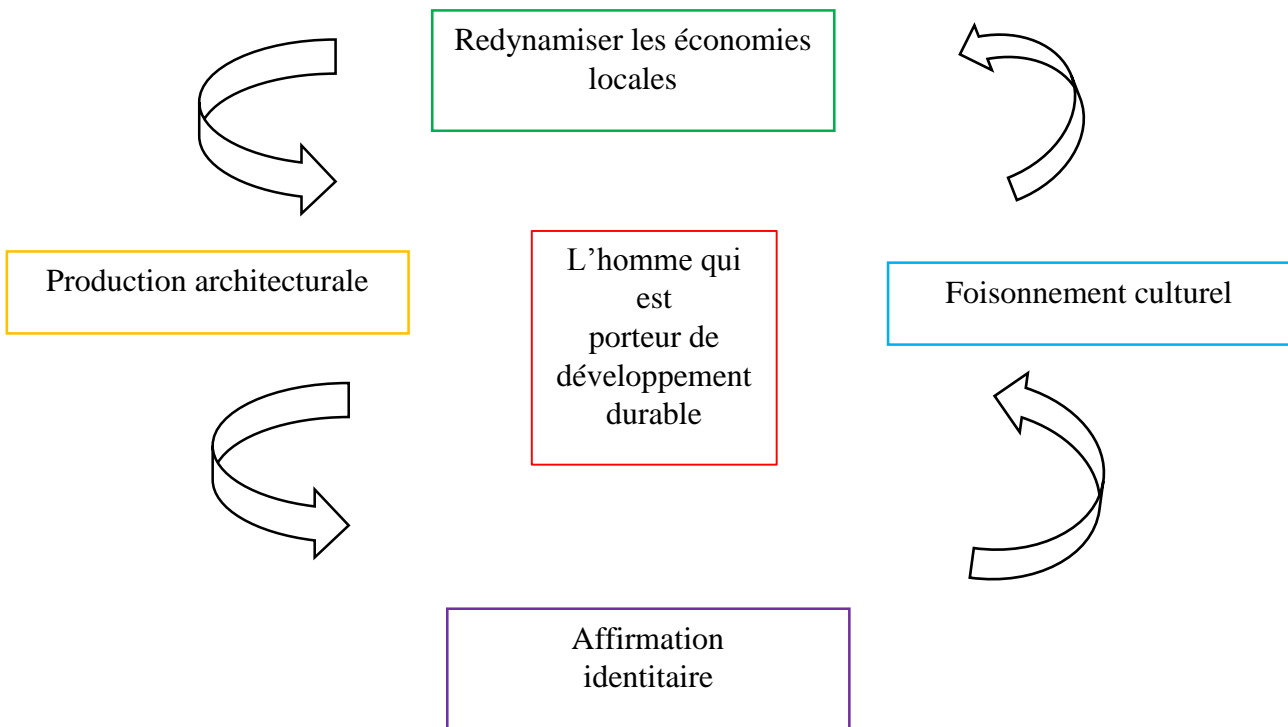 Redynamiser les économies
locales
Production architecturale
L’homme qui
est
porteur de
développement
durable
Foisonnement culturel
Affirmation
identitaire